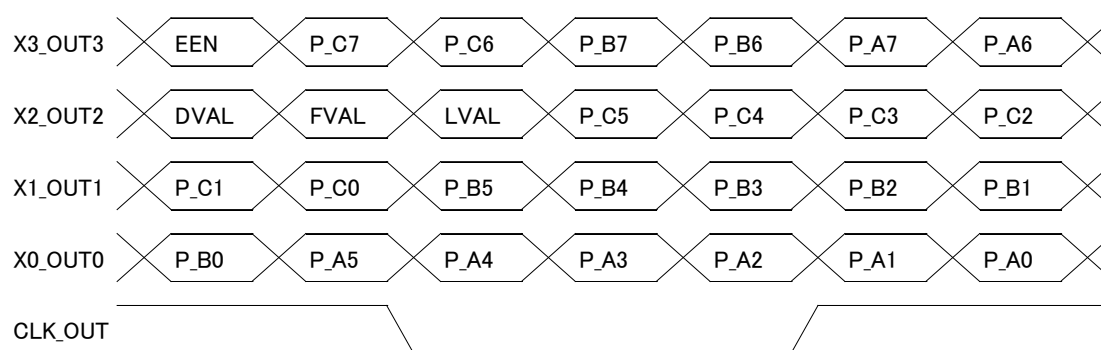 X3_OUT3 EEN P_C7 P_C6 P_B7 P_B6 P_A7 P_A6
X2_OUT2 DVAL FVAL LVAL P_C5 P_C4 P_C3 P_C2
X1_OUT1 P_C1 P_C0 P_B5 P_B4 P_B3 P_B2 P_B1
X0_OUT0 P_B0 P_A5 P_A4 P_A3 P_A2 P_A1 P_A0
CLK_OUT